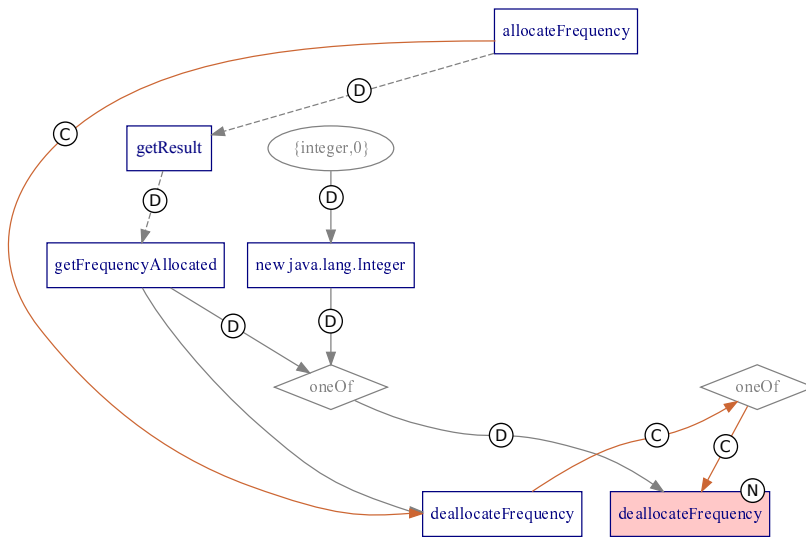 allocateFrequency
D
C
getResult
{integer,0}
D
D
getFrequencyAllocated
new java.lang.Integer
D
D
oneOf
oneOf
D
C
C
N
deallocateFrequency
deallocateFrequency